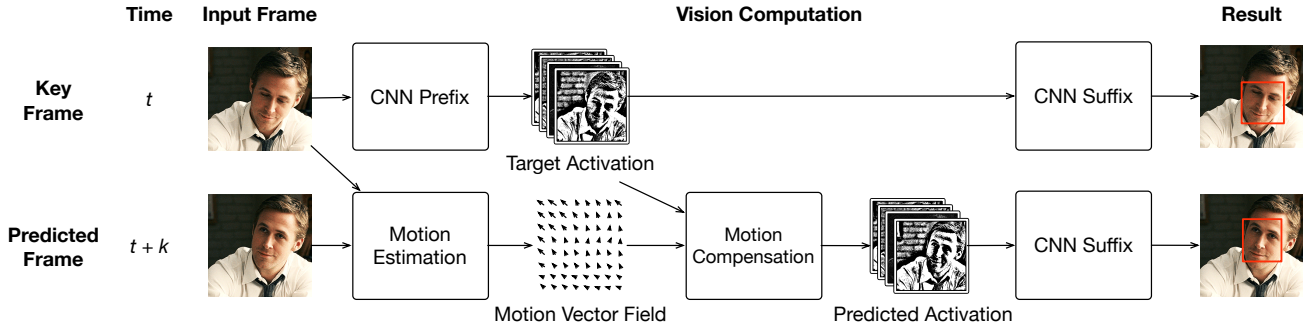 Time
Input Frame
Vision Computation
Result
Key
Frame
t
CNN Prefix
Target Activation
CNN Suffix
Predicted
Frame
t + k
Motion
Estimation
Motion Vector Field
Motion
Compensation
Predicted Activation
CNN Suffix